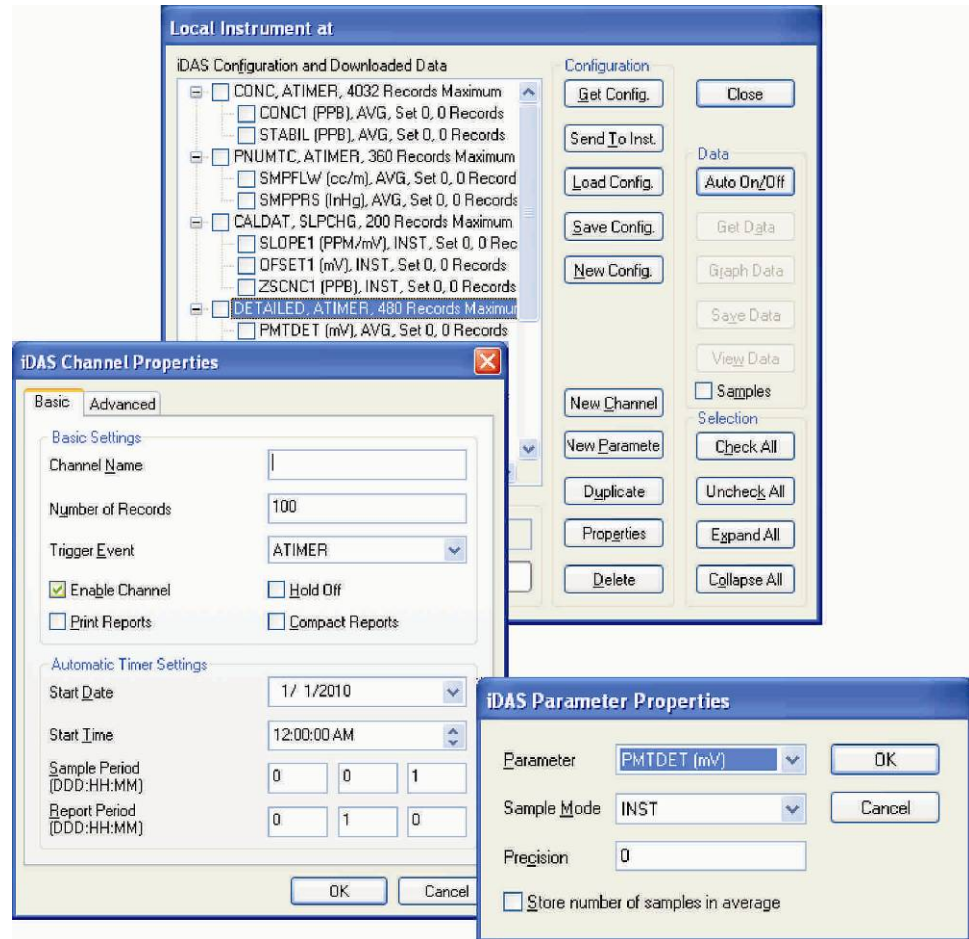 Local Instrument at
iDAS Configuration and Downloaded Data
CONC, ATIMER, 4032 Records Maximum
CONC1 (PPB), AVG, Set 0, 0 Records
STABIL (PPB), AVG, Set 0, 0 Records
PNUMTC, ATIMER, 360 Records Maximum
SMPFLW (cc/m), AVG, Set 0, 0 Record
SMPPRS (InHg), AVG, Set 0, 0 Record
CALDAT, SLPCHG, 200 Records Maximum
SLOPE1 (PPM/mV), INST, Set 0, 0 Rec
OFSET1 (mV), INST, Set 0, 0 Records
ZSCNC1 (PPB), INST, Set 0, 0 Records
DETAILED, ATIMER, 480 Records Maximur
PMTDET (mV), AVG, Set 0, 0 Records
Configuration
Get Config.
Send To Inst.
Load Config.
Save Config.
New Config.
New Channel
New Paramete
Duplicate
Properties
Delete
Close
Data
Auto On/Off
Get Data
Graph Data
Save Data
View Data
Samples
Selection
Check All
Uncheck All
Expand All
Collapse All
iDAS Channel Properties
Basic Advanced
Basic Settings
Channel Name
Number of Records 100
Trigger Event ATIMER
Enable Channel Hold Off
Print Reports Compact Reports
Automatic Timer Settings
Start Date 1/ 1/2010
Start Time 12:00:00 AM
Sample Period
(DDD:HH:MM) 0 0 1
Report Period
(DDD:HH:MM) 0 1 0
OK Cancel
iDAS Parameter Properties
Parameter PMTDET (mV) OK
Sample Mode INST Cancel
Precision 0
Store number of samples in average